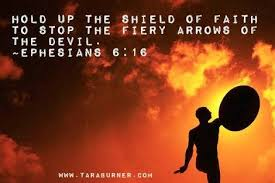 HOLD UP THE SHIELD OF FAITH
TO STOP THE FIERY ARROWS OF
THE DEVIL.
~EPHESIANS 6:16
WWW.TARABURNER.COM